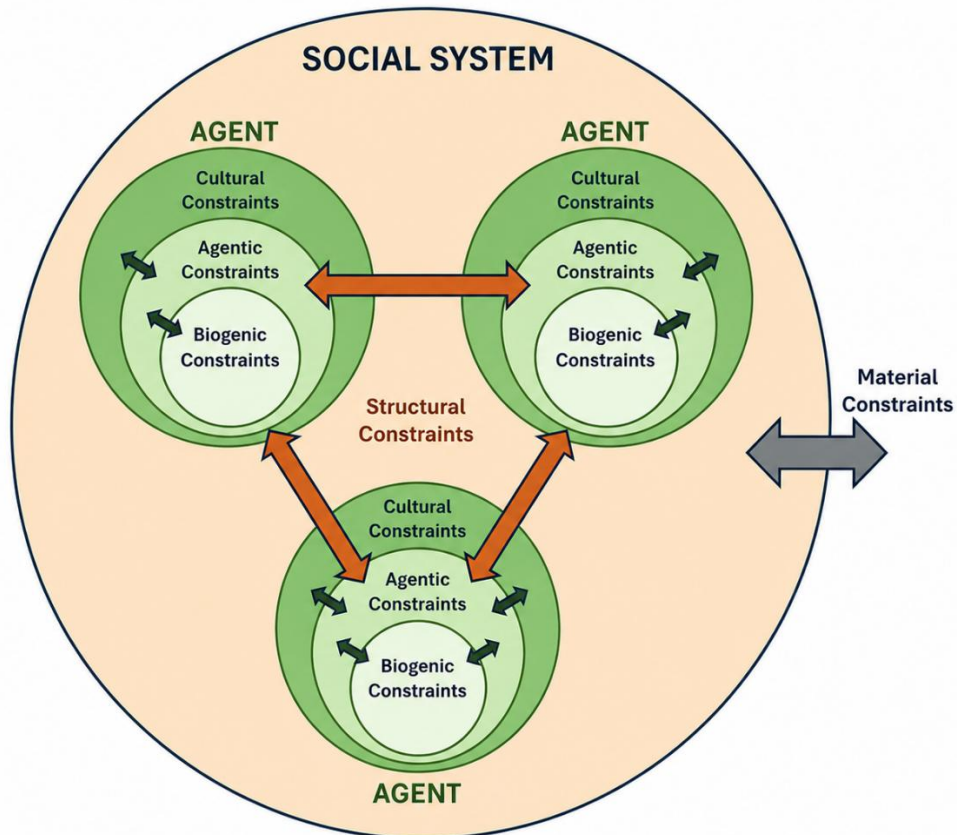 SOCIAL SYSTEM
AGENT
Cultural
Constraints
Agentic
Constraints
Biogenic
Constraints
AGENT
Cultural
Constraints
Agentic
Constraints
Biogenic
Constraints
Material
Constraints
Structural
Constraints
Cultural
Constraints
Agentic
Constraints
Biogenic
Constraints
AGENT